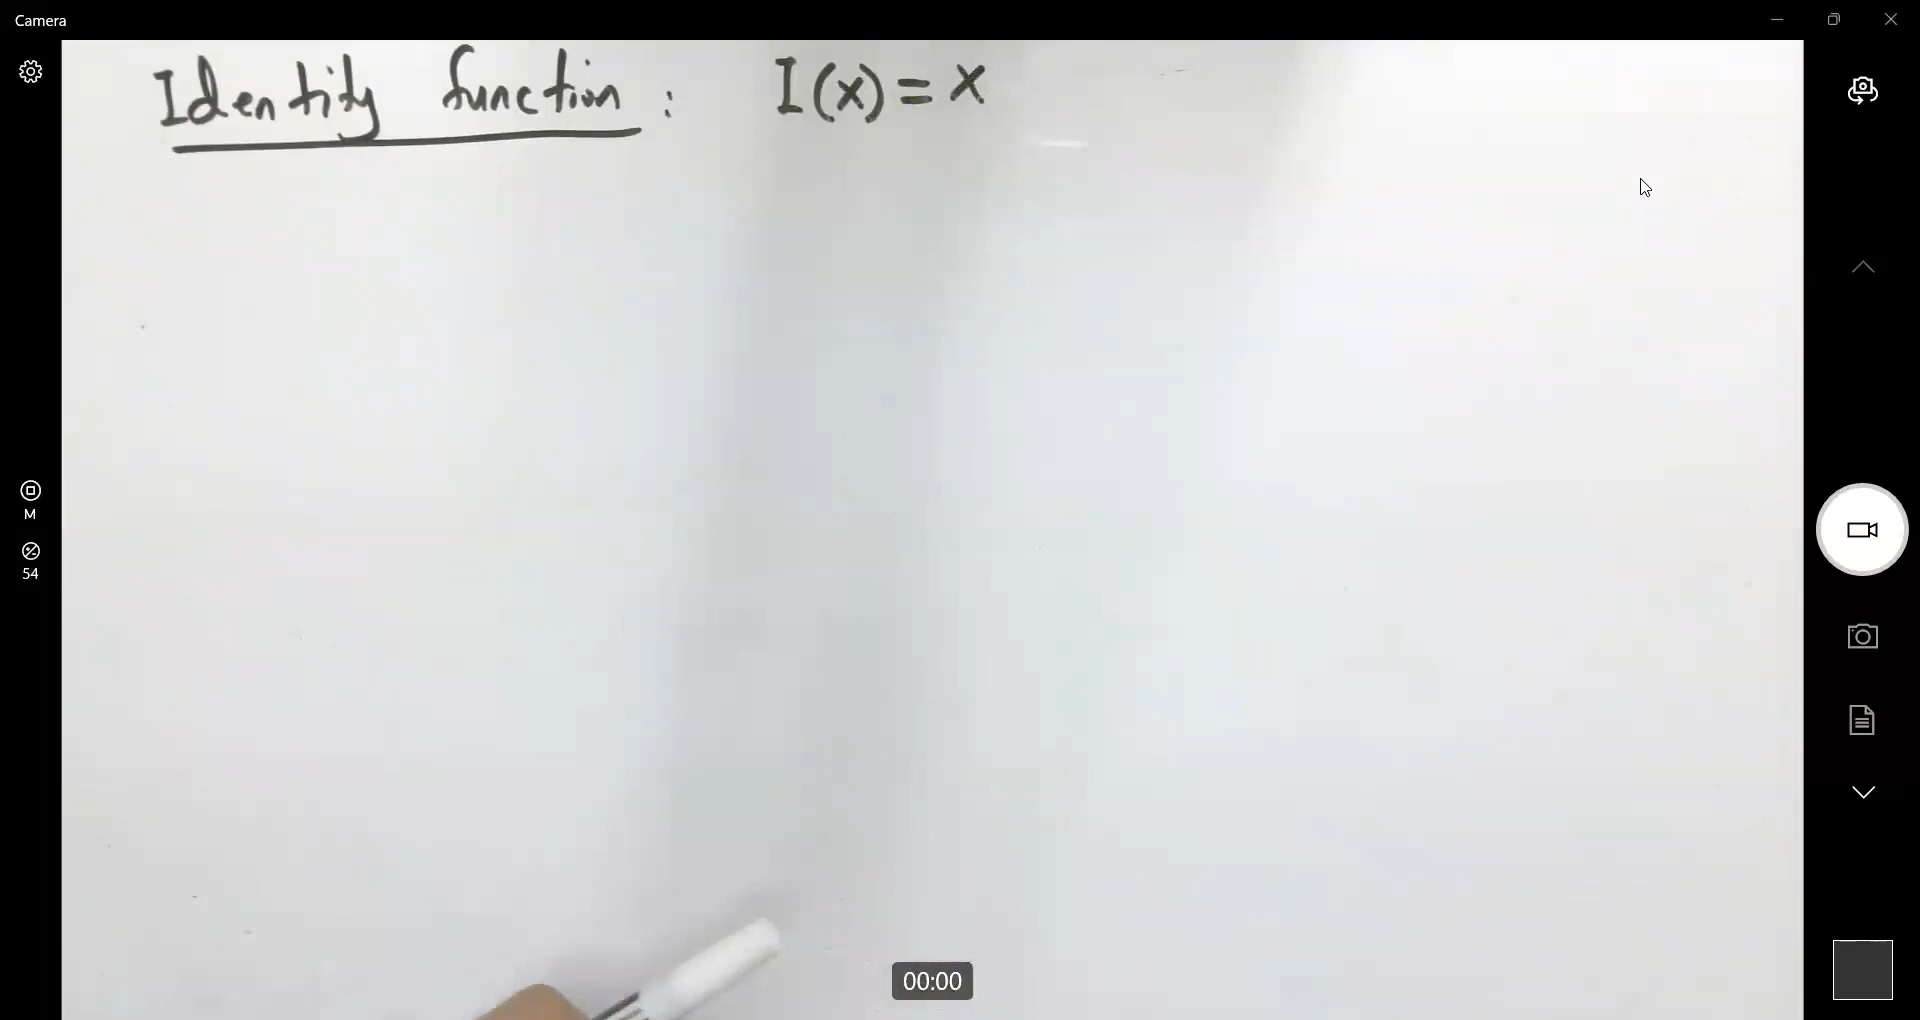 Camera
Identity function : I(x) = x
M
54
00:00